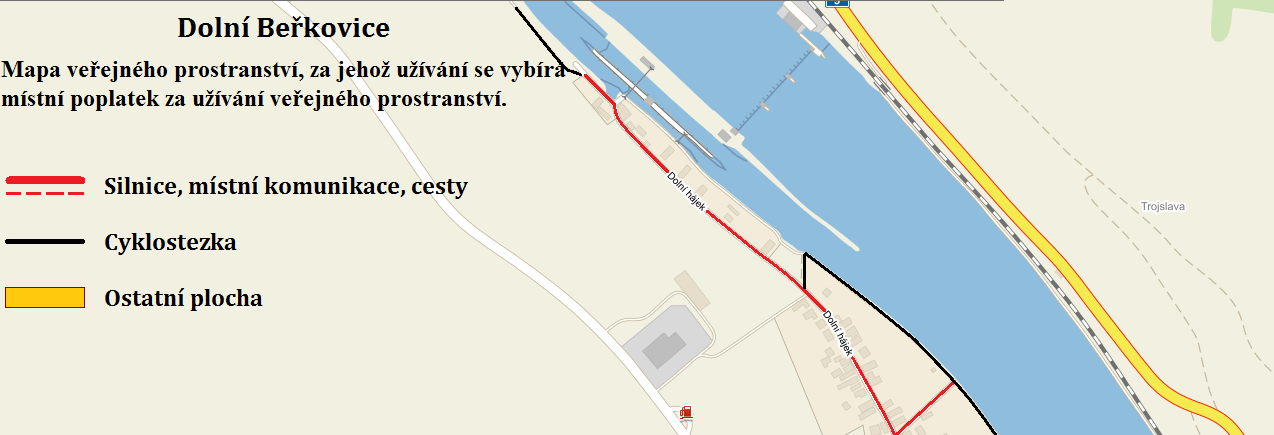 Dolní Beřkovice
Mapa veřejného prostranství, za jehož užívání se vybírá
místní poplatek za užívání veřejného prostranství.
Silnice, místní komunikace, cesty
Cyklostezka
Ostatní plocha
Dolní hájek
Dolní hájek
Trojslava